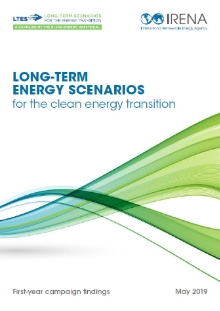 LTES
LONG-TERM SCENARIOS
FOR THE ENERGY TRANSITION
IRENA
International Renewable Energy Agency
LONG-TERM
ENERGY SCENARIOS
for the clean energy transition
First-year campaign findings
May 2019